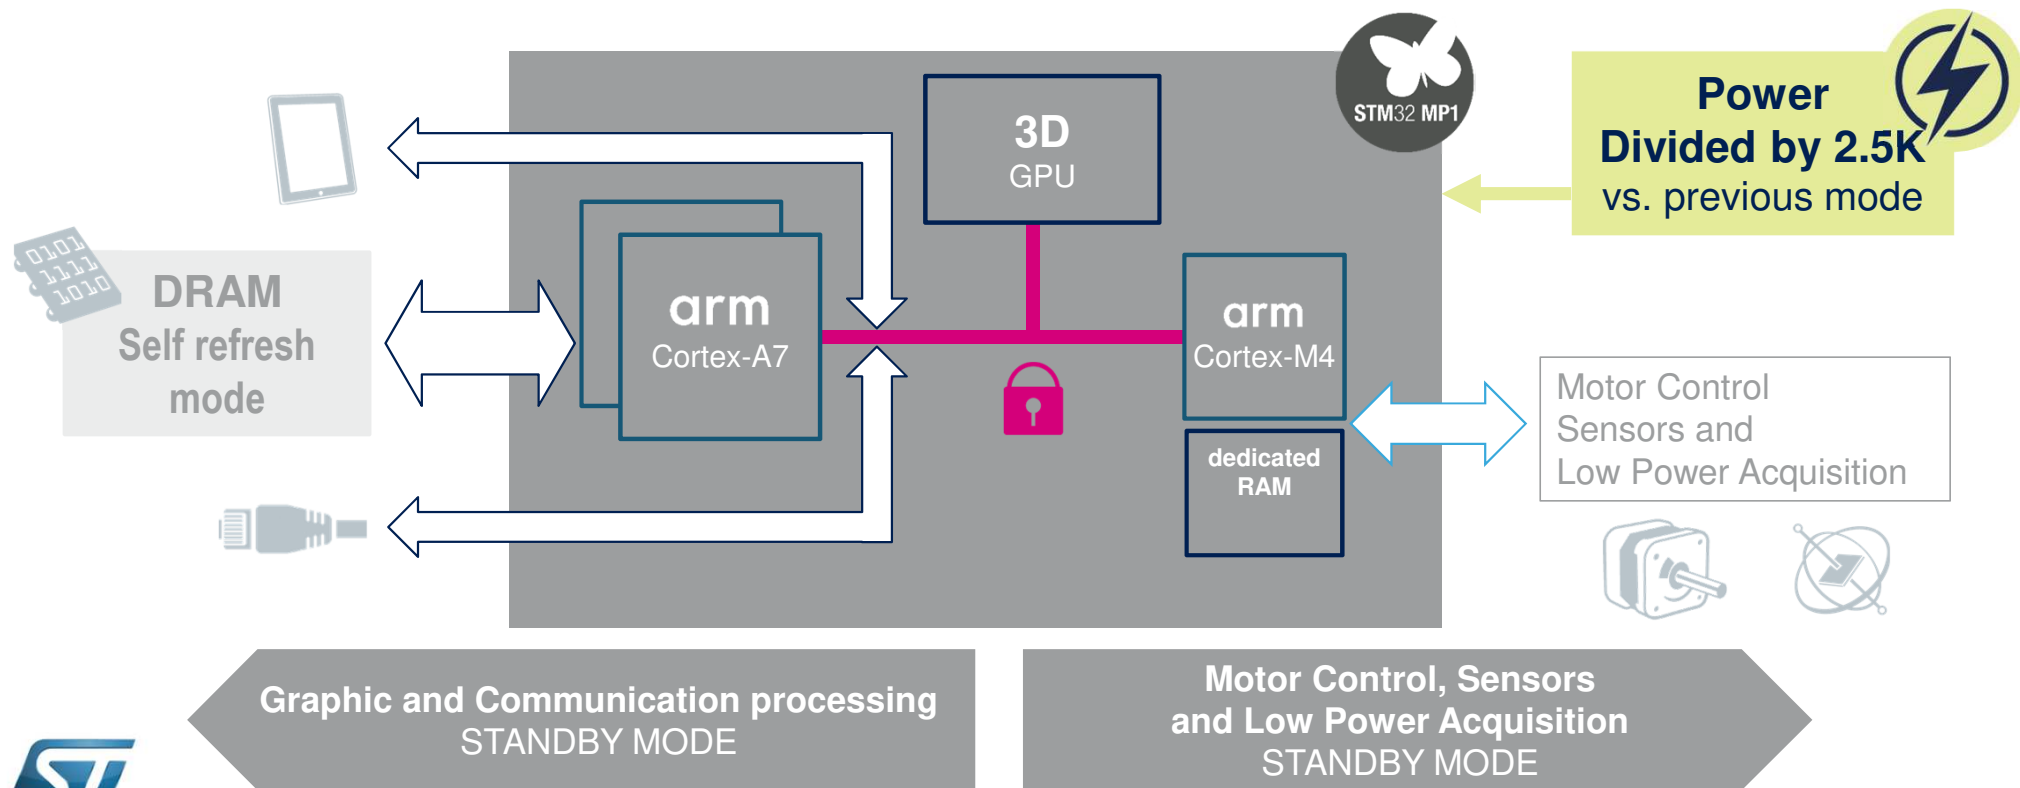 STM32 MP1
Power
Divided by 2.5K
vs. previous mode
3D
GPU
0101
1111
1010
DRAM
Self refresh
mode
arm
Cortex-A7
arm
Cortex-M4
dedicated
RAM
Motor Control
Sensors and
Low Power Acquisition
Graphic and Communication processing
STANDBY MODE
Motor Control, Sensors
and Low Power Acquisition
STANDBY MODE
ST